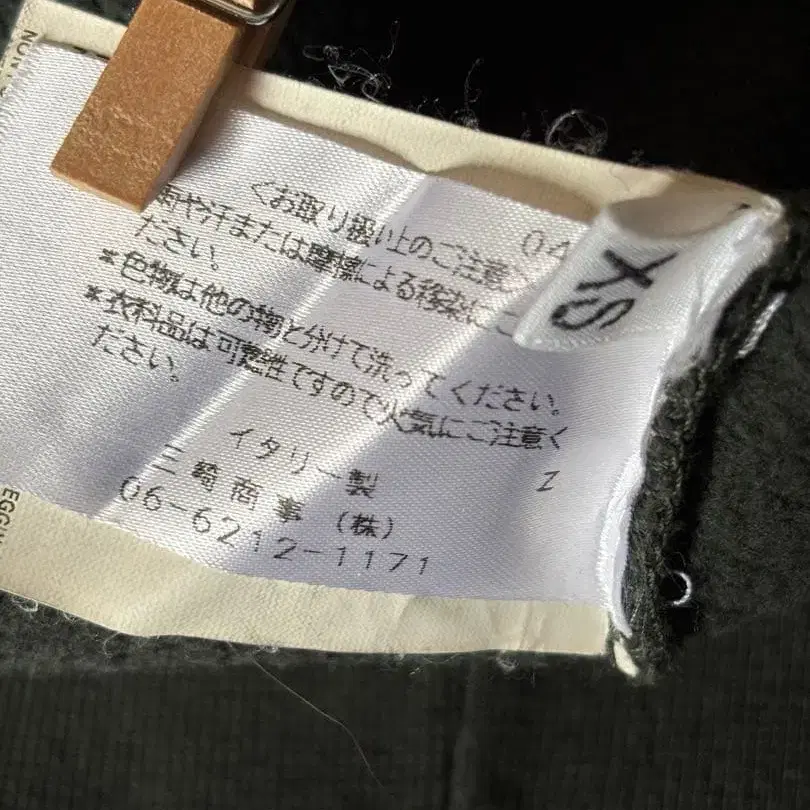 04
XS
<お取り扱い上のご注意
雨や汗または摩擦による移染にご
ださい。
*色物は他の物と分けて洗ってください。
*衣料品は可燃性ですので火気にご注意く
ださい。
イタリー製
Z
三崎商事(株)
06-6212-1171